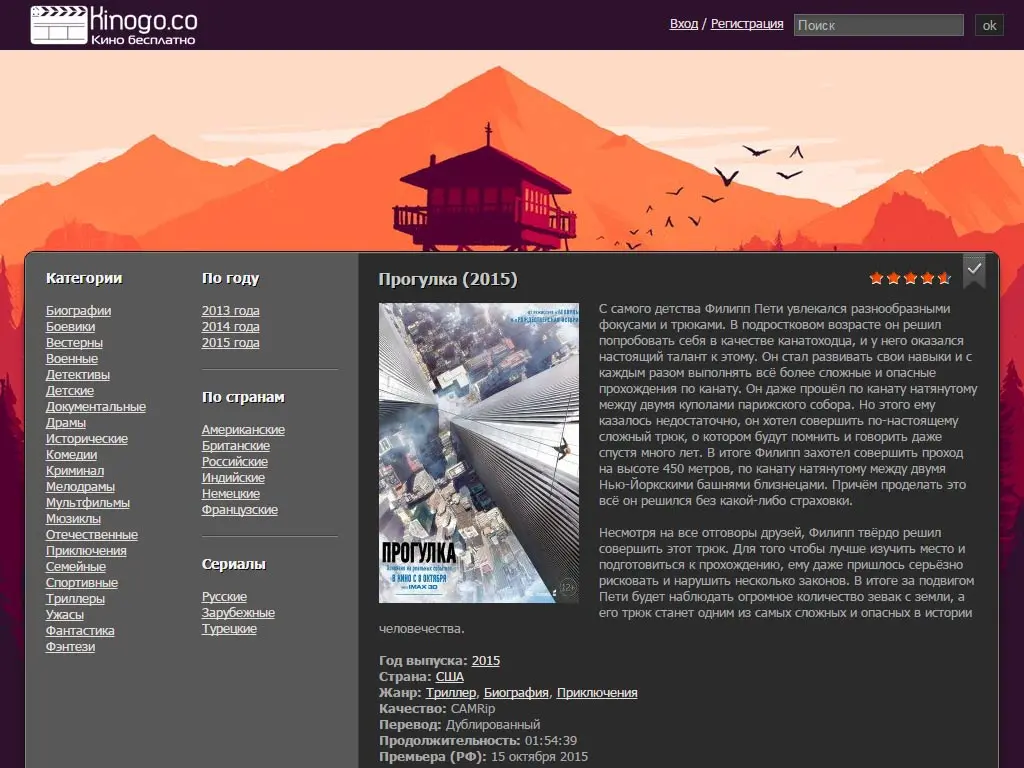 Kinogo.co
Кино бесплатно
Вход / Регистрация
Поиск
ok
Категории
Биографии
Боевики
Вестерны
Военные
Детективы
Детские
Документальные
Драмы
Исторические
Комедии
Криминал
Мелодрамы
Мультфильмы
Мюзиклы
Отечественные
Приключения
Семейные
Спортивные
Триллеры
Ужасы
Фантастика
Фэнтези
По году
2013 года
2014 года
2015 года
По странам
Американские
Британские
Российские
Индийские
Немецкие
Французские
Сериалы
Русские
Зарубежные
Турецкие
Прогулка (2015)
ПРОГУЛКА
В КИНО С 8 ОКТЯБРЯ
IMAX 3D
12+
С самого детства Филипп Пети увлекался разнообразными
фокусами и трюками. В подростковом возрасте он решил
попробовать себя в качестве канатоходца, и у него оказался
настоящий талант к этому. Он стал развивать свои навыки и с
каждым разом выполнять всё более сложные и опасные
прохождения по канату. Он даже прошёл по канату натянутому
между двумя куполами парижского собора. Но этого ему
казалось недостаточно, он хотел совершить по-настоящему
сложный трюк, о котором будут помнить и говорить даже
спустя много лет. В итоге Филипп захотел совершить проход
на высоте 450 метров, по канату натянутому между двумя
Нью-Йоркскими башнями близнецами. Причём проделать это
всё он решился без какой-либо страховки.
Несмотря на все отговоры друзей, Филипп твёрдо решил
совершить этот трюк. Для того чтобы лучше изучить место и
подготовиться к прохождению, ему даже пришлось серьёзно
рисковать и нарушить несколько законов. В итоге за подвигом
Пети будет наблюдать огромное количество зевак с земли, а
его трюк станет одним из самых сложных и опасных в истории
человечества.
Год выпуска: 2015
Страна: США
Жанр: Триллер, Биография, Приключения
Качество: CAMRip
Перевод: Дублированный
Продолжительность: 01:54:39
Премьера (РФ): 15 октября 2015